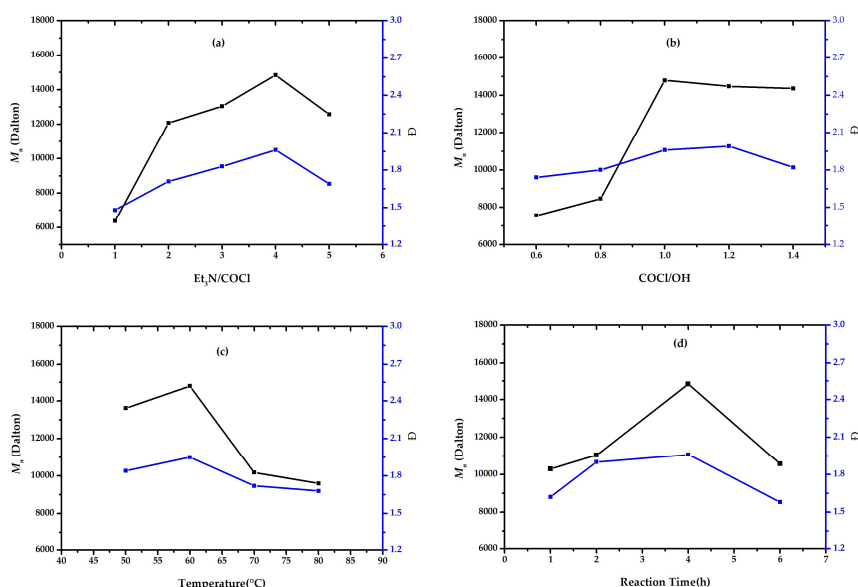 (a)
18000
16000
14000
12000
10000
8000
6000
M_n (Dalton)
3.0
2.7
2.4
2.1
1.8
1.5
1.2
Đ
0 1 2 3 4 5 6
Et₃N/COCl
(b)
18000
16000
14000
12000
10000
8000
6000
M_n (Dalton)
3.0
2.7
2.4
2.1
1.8
1.5
1.2
Đ
0.6 0.8 1.0 1.2 1.4
COCl/OH
(c)
18000
16000
14000
12000
10000
8000
6000
M_n (Dalton)
3.0
2.7
2.4
2.1
1.8
1.5
1.2
Đ
40 45 50 55 60 65 70 75 80 85 90
Temperature(°C)
(d)
18000
16000
14000
12000
10000
8000
6000
M_n (Dalton)
3.0
2.7
2.4
2.1
1.8
1.5
1.2
Đ
0 1 2 3 4 5 6 7
Reaction Time(h)